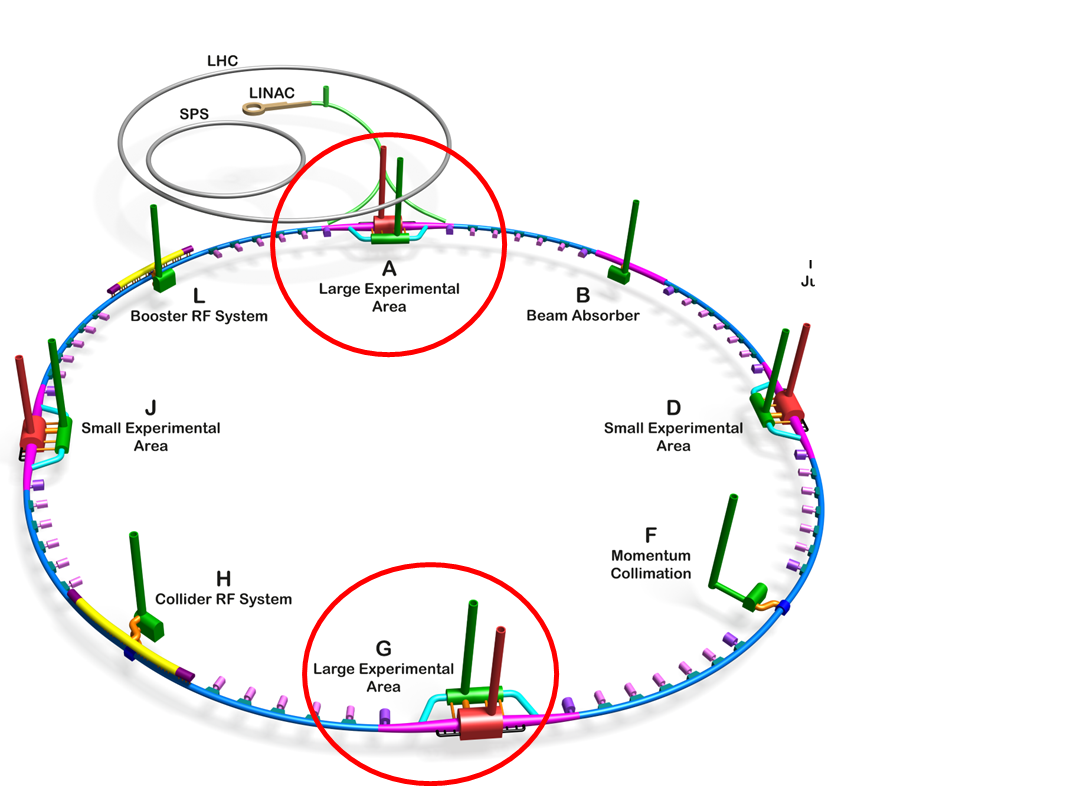 LHC
LINAC
SPS
A
Large Experimental
Area
L
Booster RF System
B
Beam Absorber
J
Small Experimental
Area
D
Small Experimental
Area
F
Momentum
Collimation
H
Collider RF System
G
Large Experimental
Area